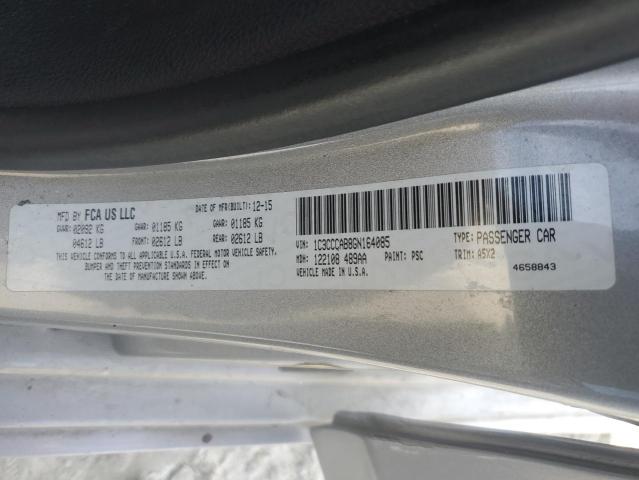 MFD BY FCA US LLC DATE OF MFR(BUILT): 12-15
GVWR: 02092 KG GAWR: 01185 KG GAWR: 01185 KG
04612 LB FRONT: 02612 LB REAR: 02612 LB
THIS VEHICLE CONFORMS TO ALL APPLICABLE U.S.A. FEDERAL MOTOR VEHICLE SAFETY,
BUMPER AND THEFT PREVENTION STANDARDS IN EFFECT ON
THE DATE OF MANUFACTURE SHOWN ABOVE.
VIN: 1C3CCCAB8GN164085 TYPE: PASSENGER CAR
MDH: 122108 489AA PAINT: PSC TRIM: A5X2
VEHICLE MADE IN U.S.A. 4658843